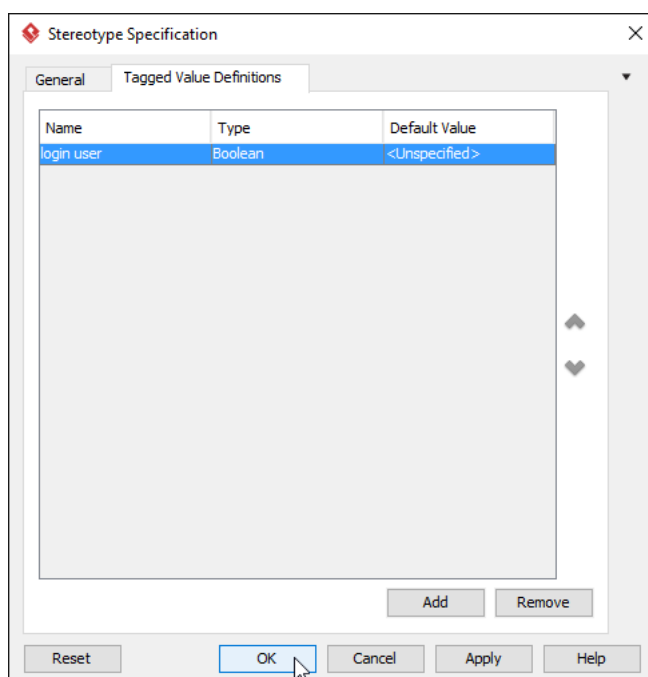 Stereotype Specification
General Tagged Value Definitions
Name Type Default Value
login user Boolean <Unspecified>
Add Remove
Reset OK Cancel Apply Help